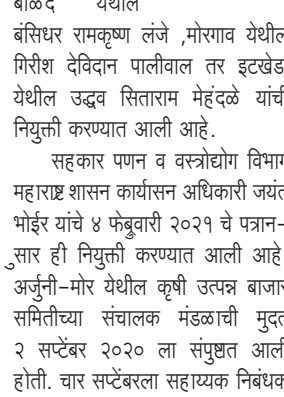 बाळद येथील
बंसिधर रामकृष्ण लंजे ,मोरगाव येथील
गिरीश देविदान पालीवाल तर इटखेड
येथील उद्धव सिताराम मेहंदळे यांची
नियुक्ती करण्यात आली आहे.
सहकार पणन व वस्त्रोद्योग विभाग
महाराष्ट्र शासन कार्यासन अधिकारी जयंत
भोईर यांचे ४ फेब्रुवारी २०२१ चे पत्रान-
ुसार ही नियुक्ती करण्यात आली आहे
अर्जुनी-मोर येथील कृषी उत्पन्न बाजार
समितीच्या संचालक मंडळाची मुदत
२ सप्टेंबर २०२० ला संपुष्टात आली
होती. चार सप्टेंबरला सहाय्यक निबंधक